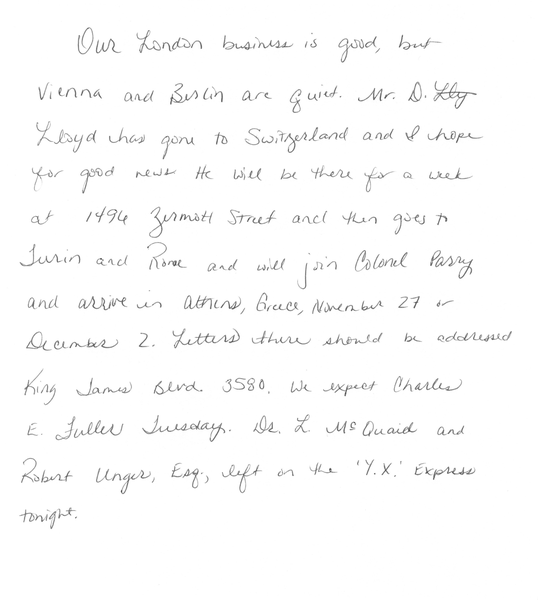 Our London business is good, but
Vienna and Berlin are quiet. Mr. D. Lly
Lloyd has gone to Switzerland and I hope
for good news He will be there for a week
at 1496 Zermott Street and then goes to
Turin and Rome and will join Colonel Parry
and arrive in Athens, Greece, November 27 or
December 2. Letters there should be addressed
King James Blvd. 3580. We expect Charles
E. Fuller Tuesday. Dr. L. McQuaid and
Robert Unger, Esq., left on the 'Y.X.' Express
tonight.